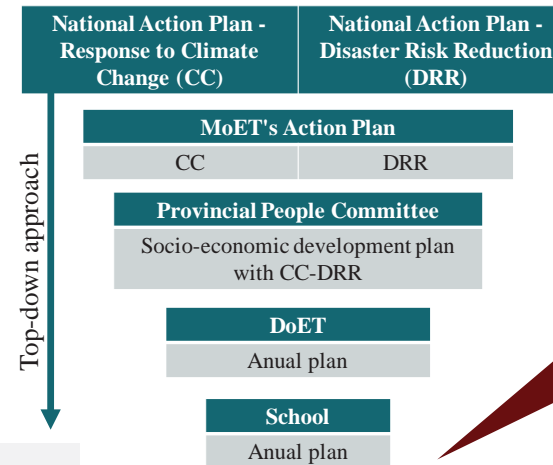 National Action Plan -
Response to Climate
Change (CC)
National Action Plan -
Disaster Risk Reduction
(DRR)
Top-down approach
MoET's Action Plan
CC
DRR
Provincial People Committee
Socio-economic development plan
with CC-DRR
DoET
Anual plan
School
Anual plan